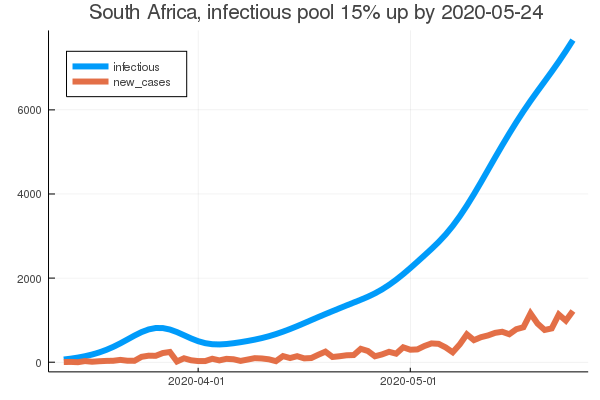 South Africa, infectious pool 15% up by 2020-05-24
infectious
new_cases
6000
4000
2000
0
2020-04-01
2020-05-01